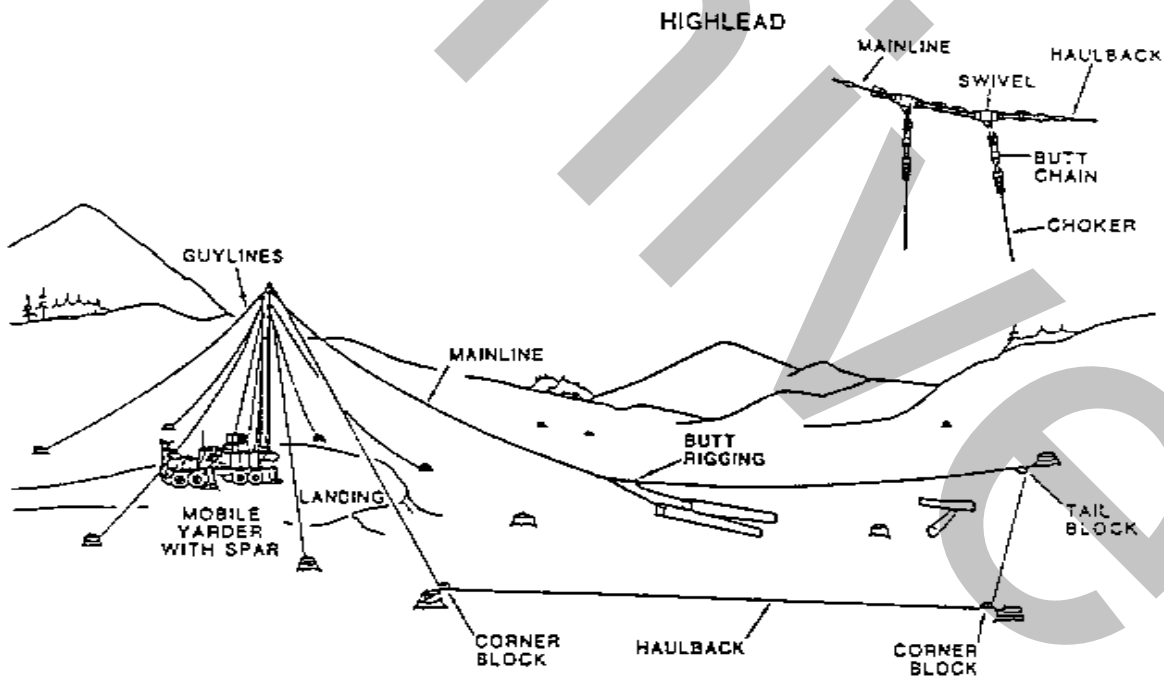 HIGHLEAD
MAINLINE
HAULBACK
SWIVEL
BUTT
CHAIN
CHOKER
GUYLINES
MAINLINE
BUTT
RIGGING
LANDING
MOBILE
YARDER
WITH SPAR
TAIL
BLOCK
CORNER
BLOCK
HAULBACK
CORNER
BLOCK